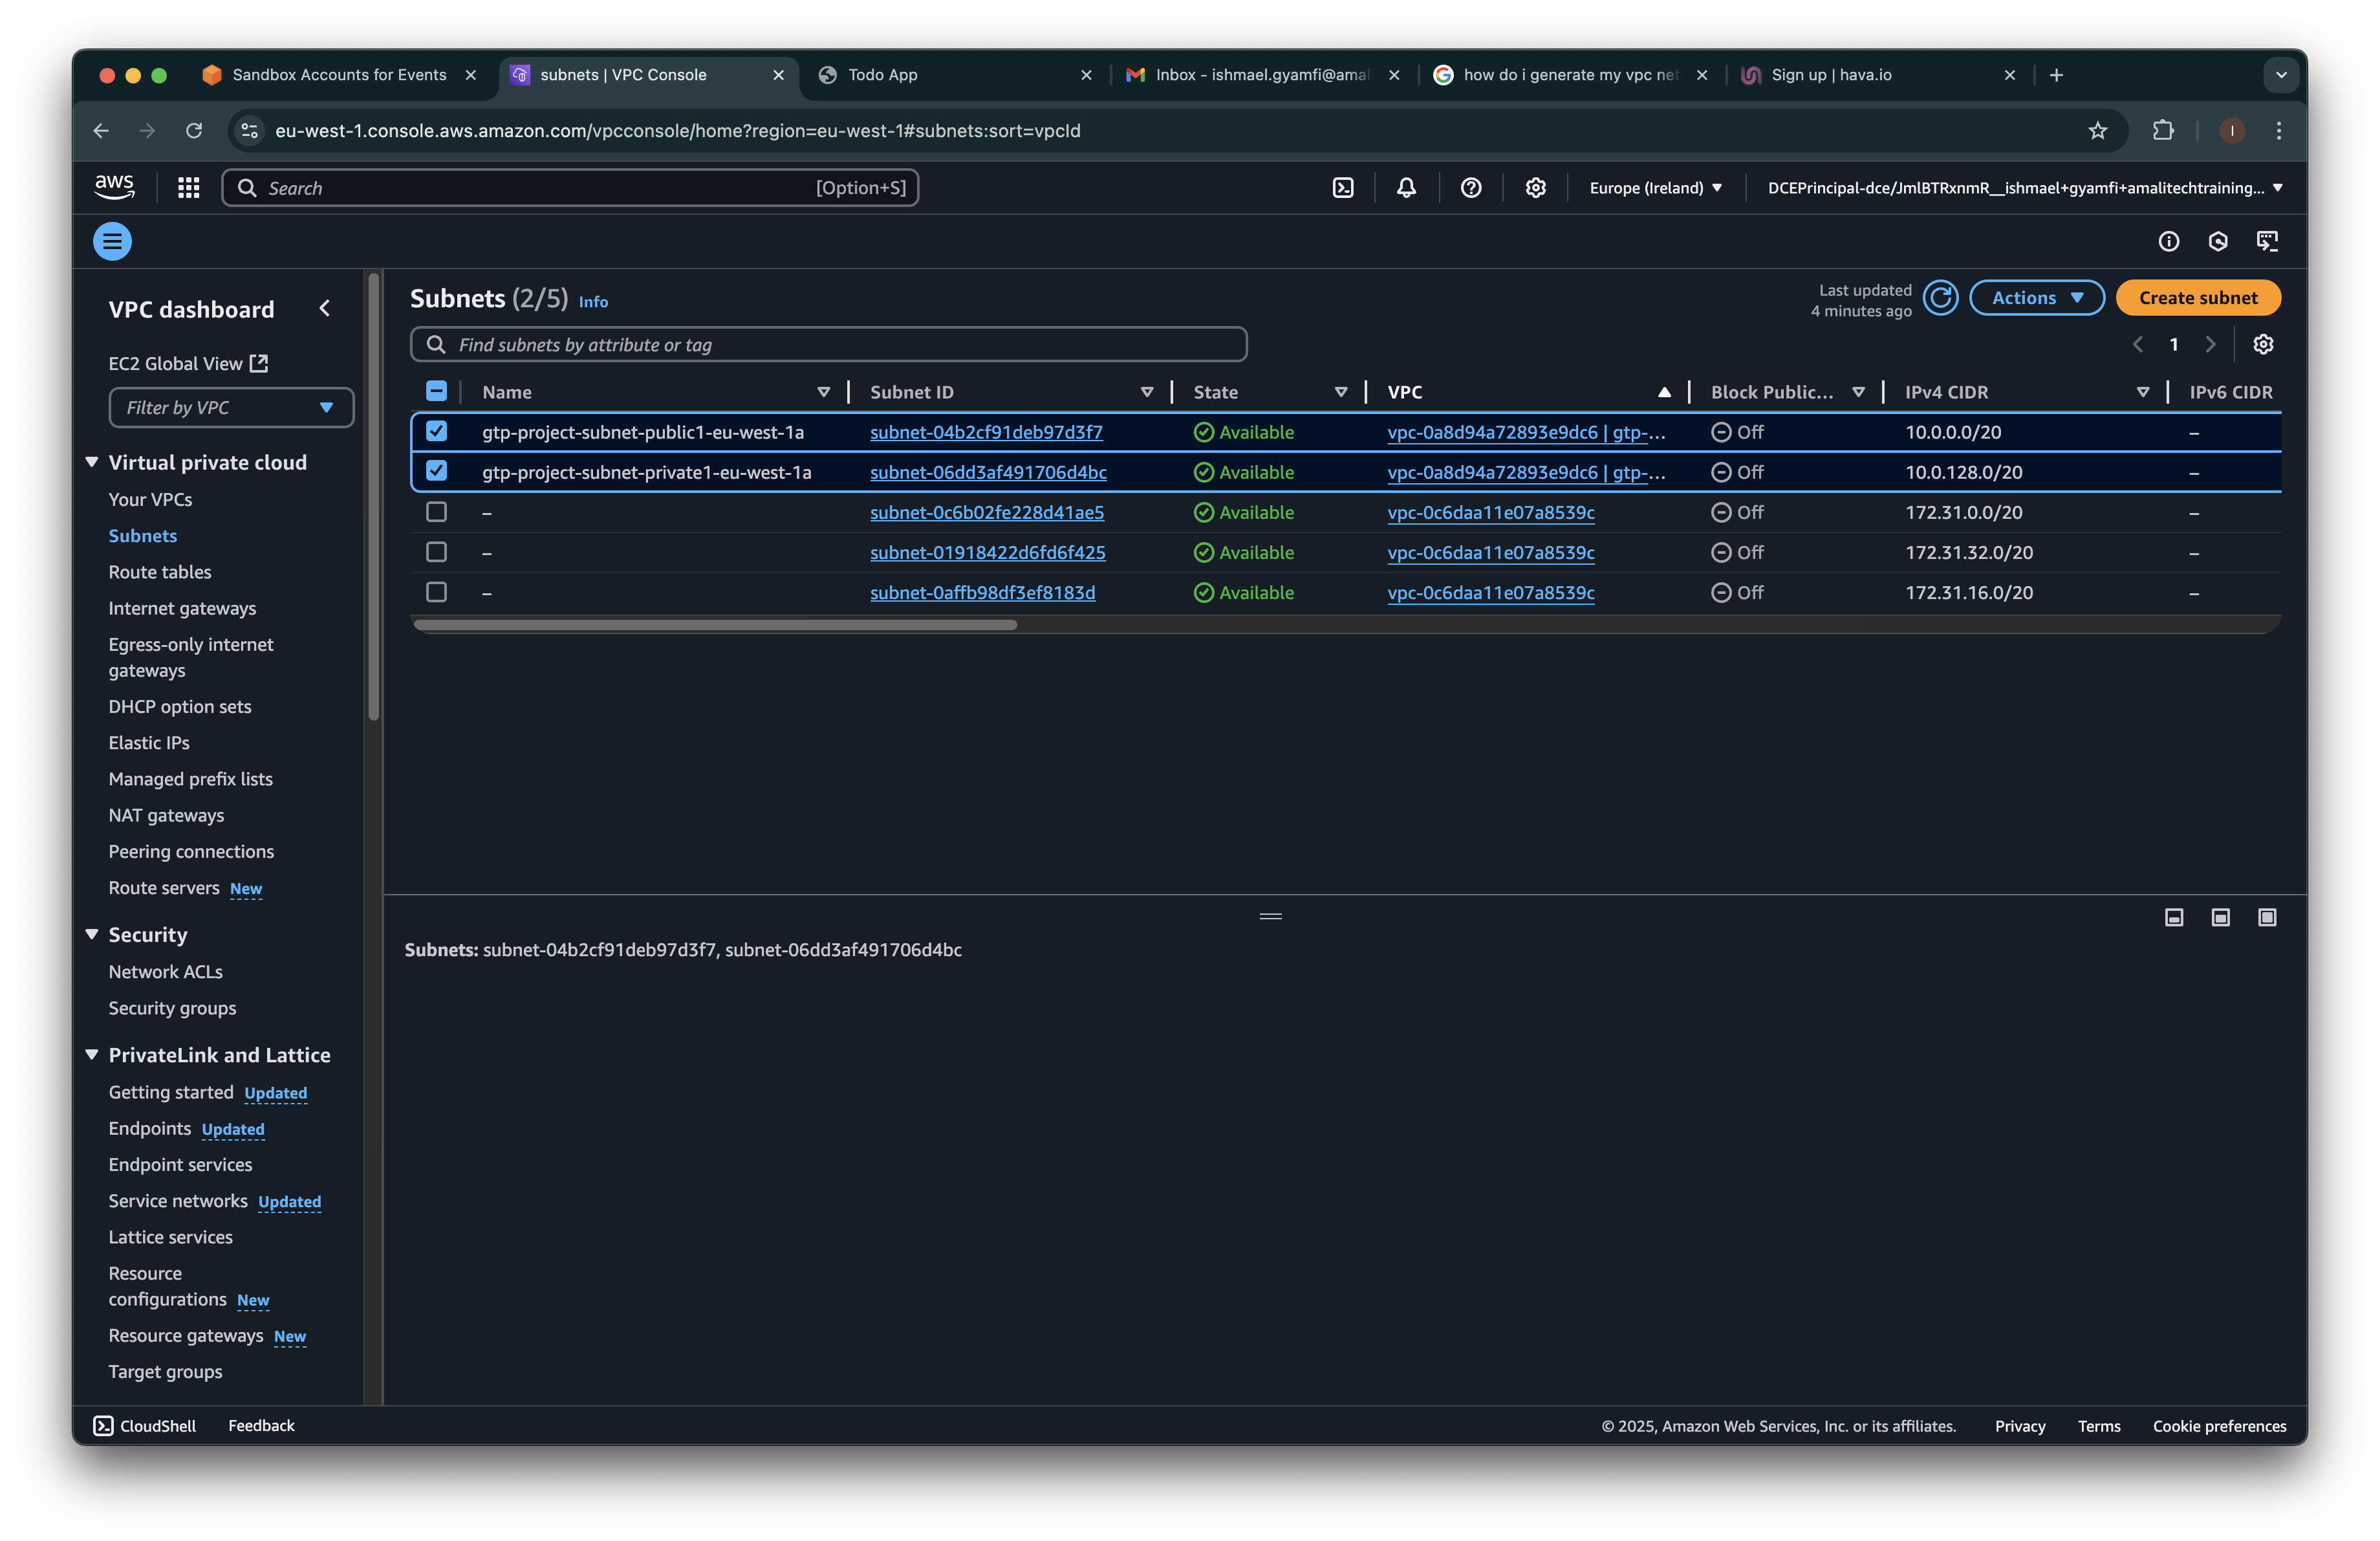 Sandbox Accounts for Events
subnets | VPC Console
Todo App
Inbox - ishmael.gyamfi@amal
how do i generate my vpc net
Sign up | hava.io
eu-west-1.console.aws.amazon.com/vpcconsole/home?region=eu-west-1#subnets:sort=vpcId
I
aws
Search
[Option+S]
Europe (Ireland)
DCEPrincipal-dce/JmlBTRxnmR__ishmael+gyamfi+amalitechtraining...
VPC dashboard
EC2 Global View
Filter by VPC
Virtual private cloud
Your VPCs
Subnets
Route tables
Internet gateways
Egress-only internet
gateways
DHCP option sets
Elastic IPs
Managed prefix lists
NAT gateways
Peering connections
Route servers New
Security
Network ACLs
Security groups
PrivateLink and Lattice
Getting started Updated
Endpoints Updated
Endpoint services
Service networks Updated
Lattice services
Resource
configurations New
Resource gateways New
Target groups
Subnets (2/5) Info
Last updated
4 minutes ago
Actions
Create subnet
Find subnets by attribute or tag
1
Name Subnet ID State VPC Block Public... IPv4 CIDR IPv6 CIDR
gtp-project-subnet-public1-eu-west-1a subnet-04b2cf91deb97d3f7 Available vpc-0a8d94a72893e9dc6 | gtp-... Off 10.0.0.0/20 –
gtp-project-subnet-private1-eu-west-1a subnet-06dd3af491706d4bc Available vpc-0a8d94a72893e9dc6 | gtp-... Off 10.0.128.0/20 –
– subnet-0c6b02fe228d41ae5 Available vpc-0c6daa11e07a8539c Off 172.31.0.0/20 –
– subnet-01918422d6fd6f425 Available vpc-0c6daa11e07a8539c Off 172.31.32.0/20 –
– subnet-0affb98df3ef8183d Available vpc-0c6daa11e07a8539c Off 172.31.16.0/20 –
Subnets: subnet-04b2cf91deb97d3f7, subnet-06dd3af491706d4bc
CloudShell
Feedback
© 2025, Amazon Web Services, Inc. or its affiliates.
Privacy
Terms
Cookie preferences